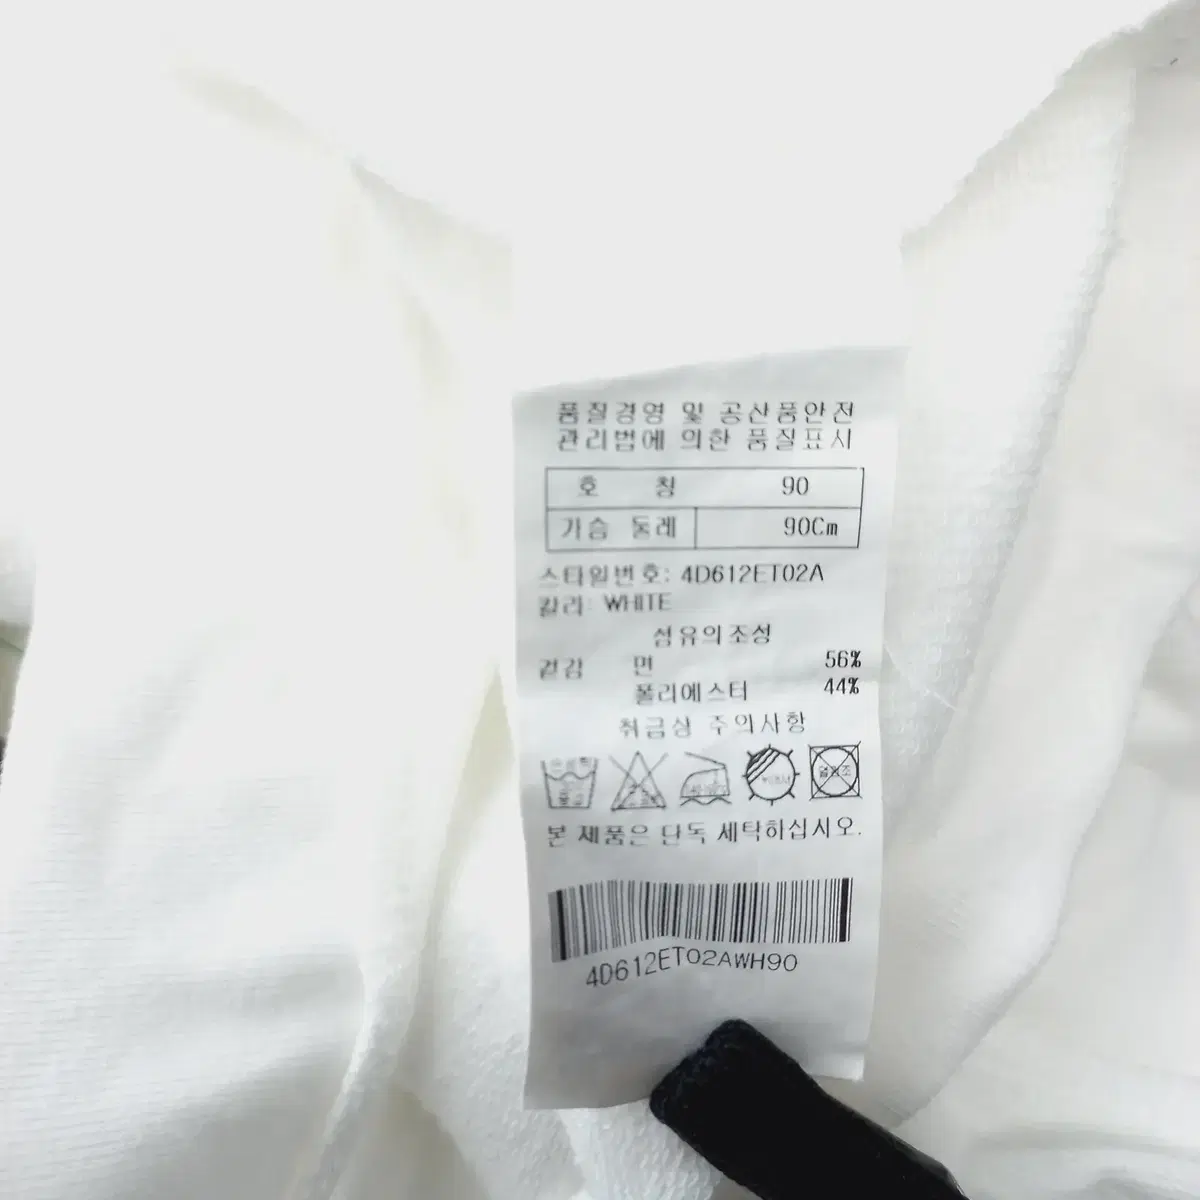 품질경영 및 공산품안전
관리법에 의한 품질표시
호 칭 90
가슴 둘레 90Cm
스타일번호: 4D612ET02A
칼라: WHITE
섬유의조성
겉감 면 56%
폴리에스터 44%
취급상 주의사항
본 제품은 단독 세탁하십시오.
4D612ET02AWH90